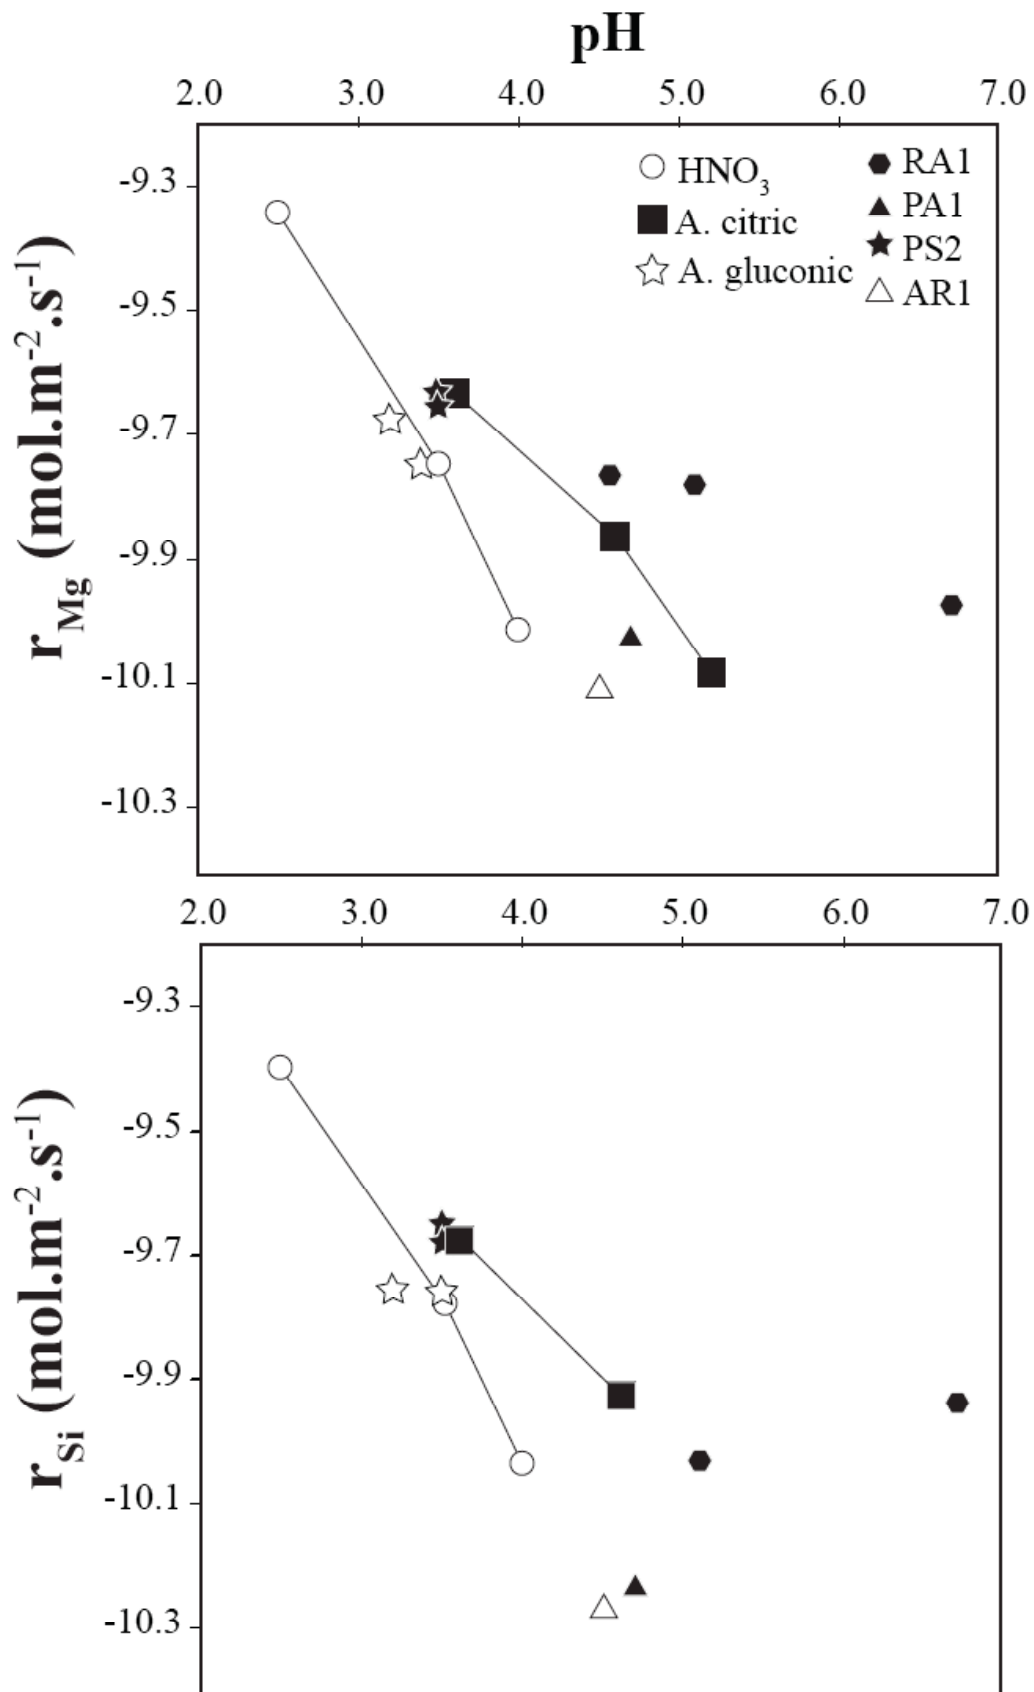 pH
2.0 3.0 4.0 5.0 6.0 7.0
HNO₃
A. citric
A. gluconic
RA1
PA1
PS2
AR1
-9.3
-9.5
-9.7
-9.9
-10.1
-10.3
r_Mg (mol.m⁻².s⁻¹)
2.0 3.0 4.0 5.0 6.0 7.0
-9.3
-9.5
-9.7
-9.9
-10.1
-10.3
r_Si (mol.m⁻².s⁻¹)